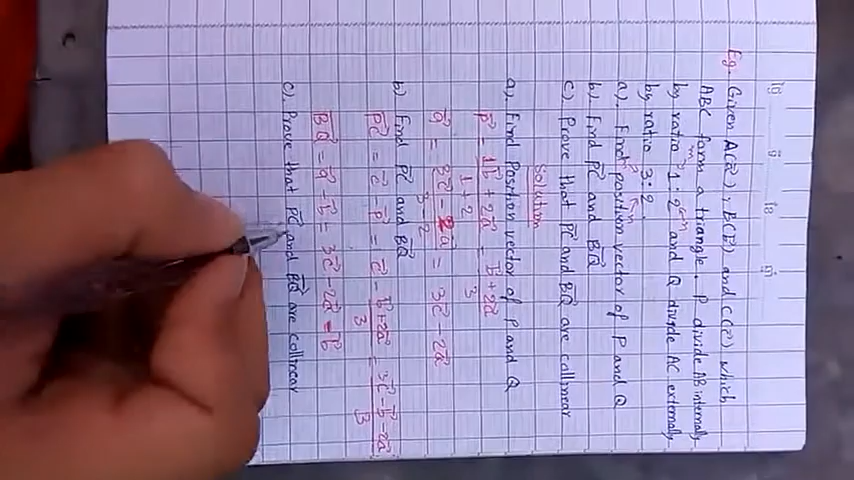 Eg. Given A(a⃗), B(b⃗) and C(c⃗) which
ABC form a triangle. P divide AB internally
by ratio 1:2 and Q divide AC externally
by ratio 3:2.
a). Find position vector of P and Q
b). Find PC⃗ and BQ⃗
c) Prove that PC⃗ and BQ⃗ are collinear
Solution
a). Find position vector of P and Q
p⃗ = 1b⃗ + 2a⃗ / 1+2 = b⃗ + 2a⃗ / 3
q⃗ = 3c⃗ - 2a⃗ / 3-2 = 3c⃗ - 2a⃗
b) Find PC⃗ and BQ⃗
PC⃗ = c⃗ - p⃗ = c⃗ - b⃗+2a⃗ / 3 = 3c⃗ - b⃗ - 2a⃗ / 3
BQ⃗ = q⃗ - b⃗ = 3c⃗ - 2a⃗ - b⃗
c). Prove that PC⃗ and BQ⃗ are collinear